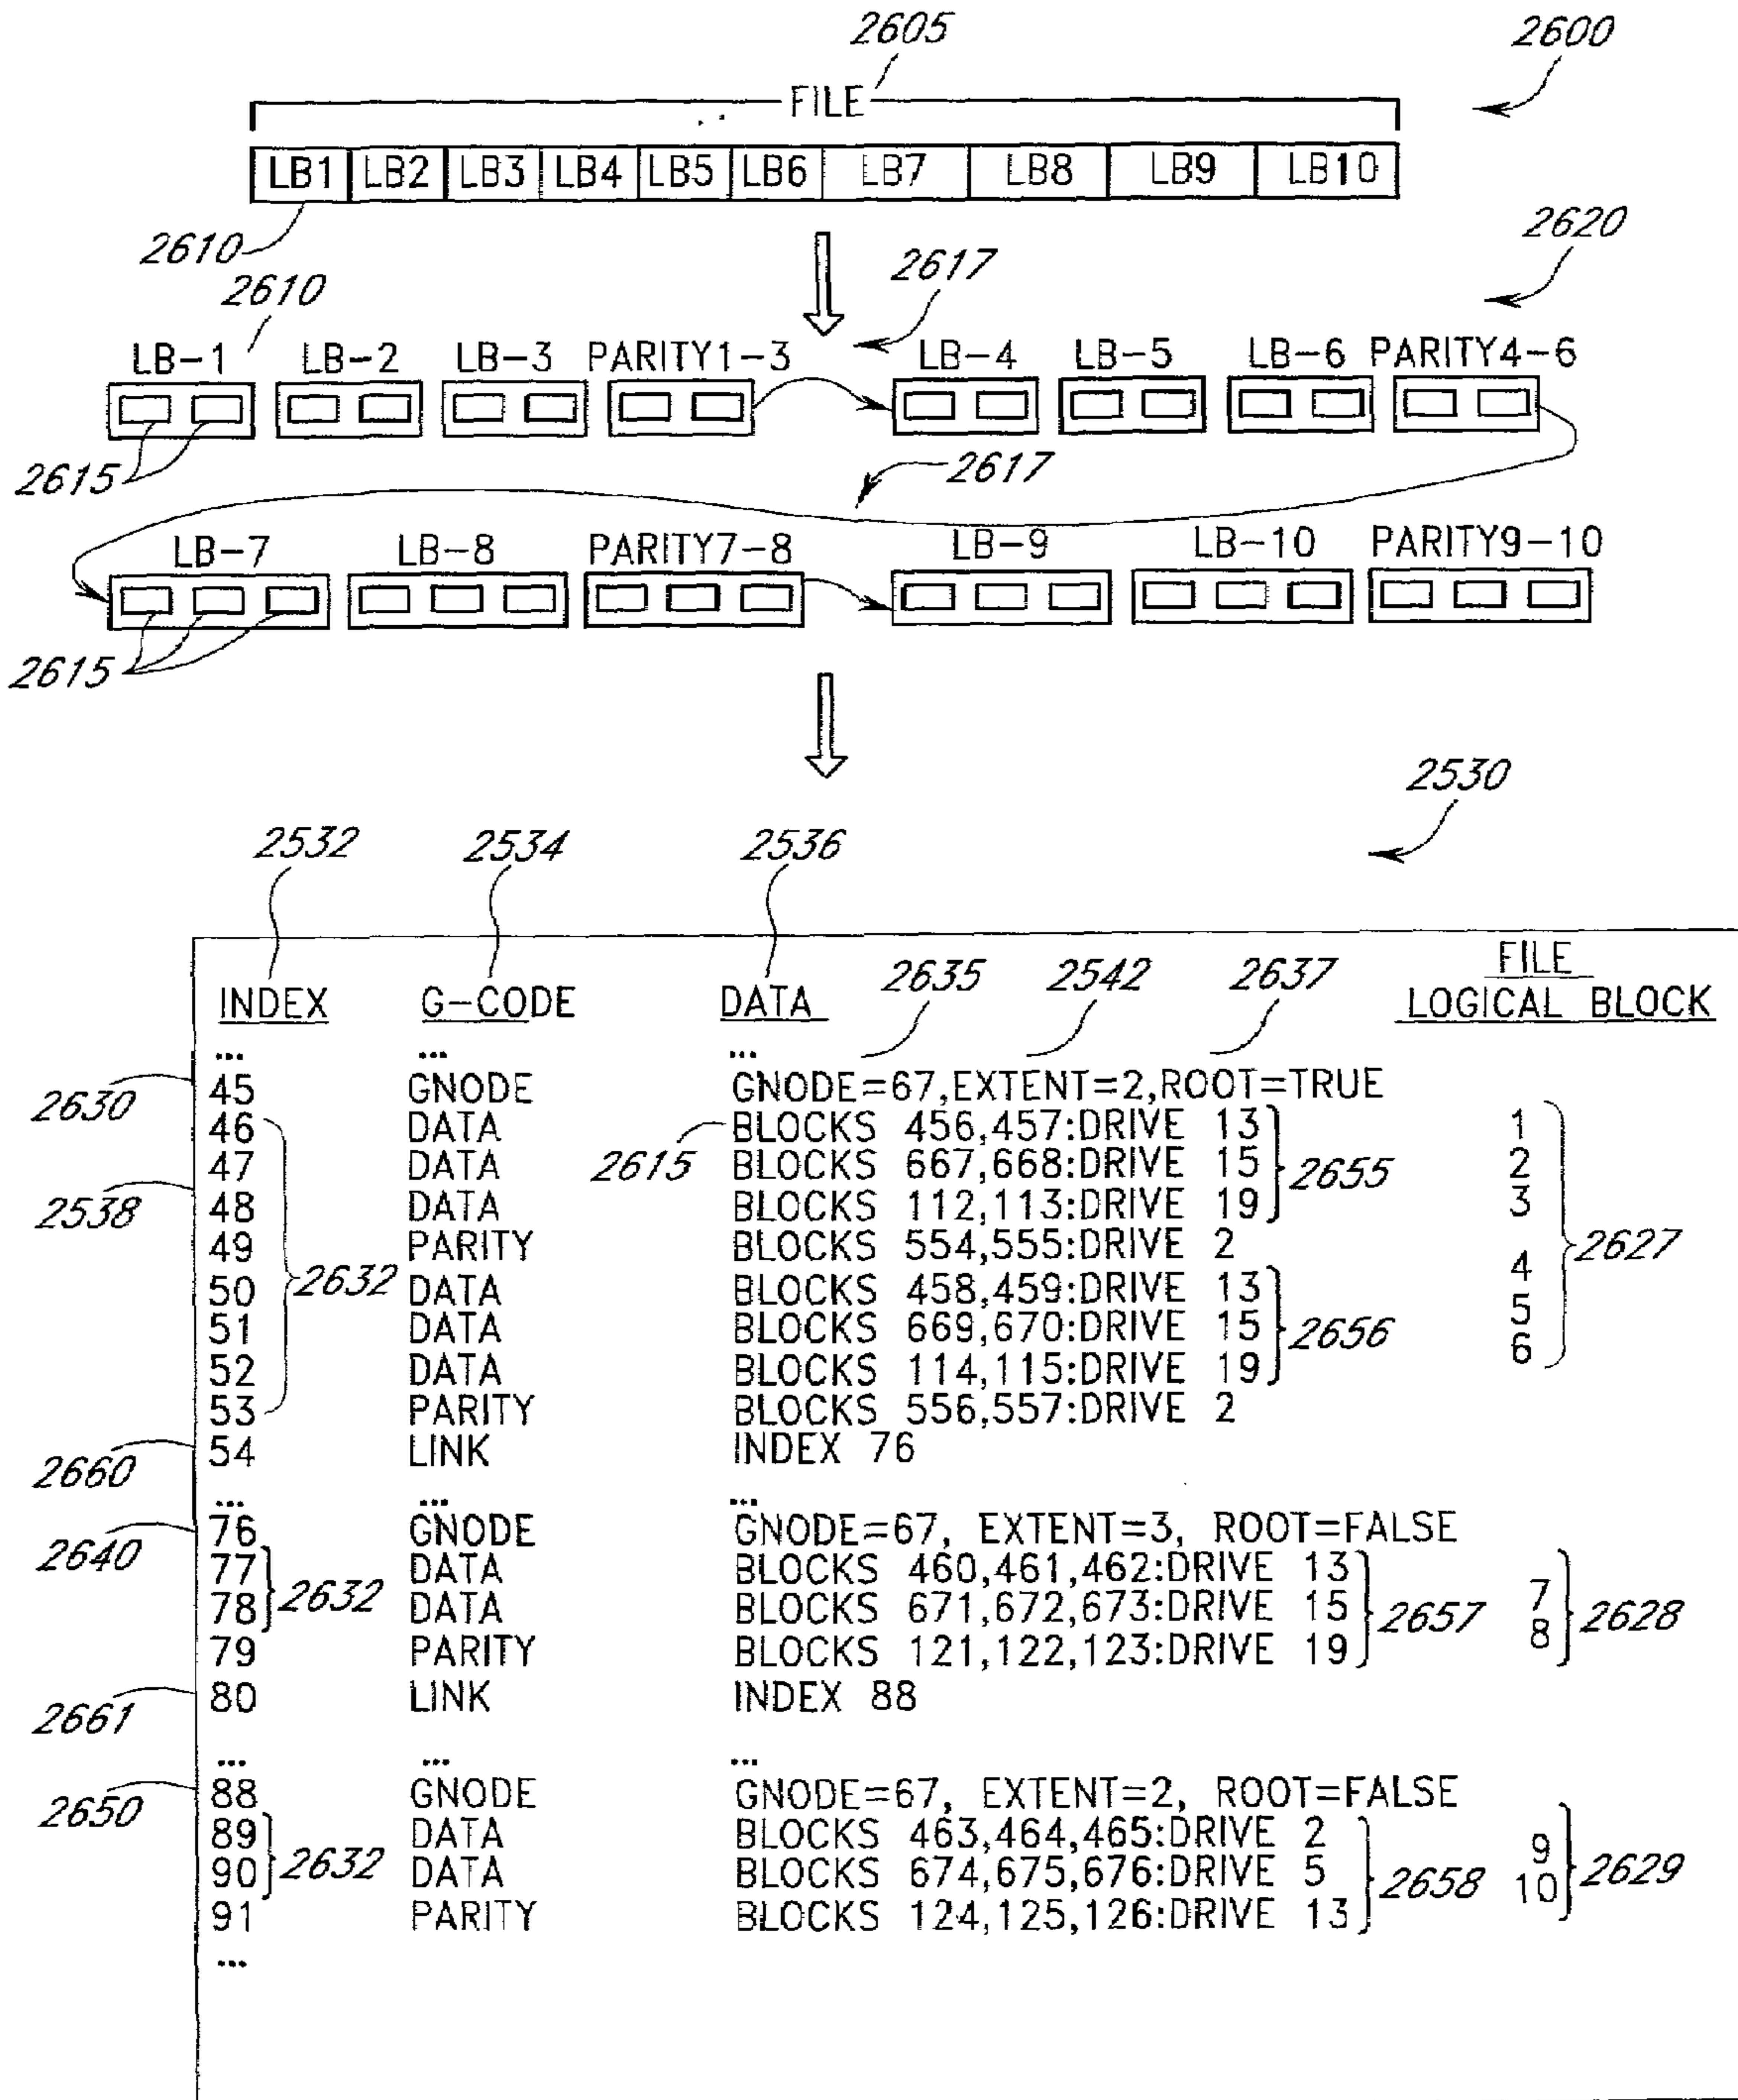 2605
2600
FILE
LB1 LB2 LB3 LB4 LB5 LB6 LB7 LB8 LB9 LB10
2610
2620
2610
2617
LB-1 LB-2 LB-3 PARITY1-3 LB-4 LB-5 LB-6 PARITY4-6
2615
2617
LB-7 LB-8 PARITY7-8 LB-9 LB-10 PARITY9-10
2615
2530
2532 2534 2536
2635 2542 2637 FILE
INDEX G-CODE DATA LOGICAL BLOCK
... ... ...
2630 45 GNODE GNODE=67,EXTENT=2,ROOT=TRUE
46 DATA 2615 BLOCKS 456,457:DRIVE 13 1
47 DATA BLOCKS 667,668:DRIVE 15 2655 2
2538 48 DATA BLOCKS 112,113:DRIVE 19 3
49 PARITY BLOCKS 554,555:DRIVE 2 2627
2632 50 DATA BLOCKS 458,459:DRIVE 13 4
51 DATA BLOCKS 669,670:DRIVE 15 2656 5
52 DATA BLOCKS 114,115:DRIVE 19 6
53 PARITY BLOCKS 556,557:DRIVE 2
2660 54 LINK INDEX 76
... ... ...
2640 76 GNODE GNODE=67, EXTENT=3, ROOT=FALSE
77 DATA BLOCKS 460,461,462:DRIVE 13
2632 78 DATA BLOCKS 671,672,673:DRIVE 15 2657 7 2628
79 PARITY BLOCKS 121,122,123:DRIVE 19 8
2661 80 LINK INDEX 88
... ... ...
2650 88 GNODE GNODE=67, EXTENT=2, ROOT=FALSE
89 DATA BLOCKS 463,464,465:DRIVE 2 9
2632 90 DATA BLOCKS 674,675,676:DRIVE 5 2658 10 2629
91 PARITY BLOCKS 124,125,126:DRIVE 13
...